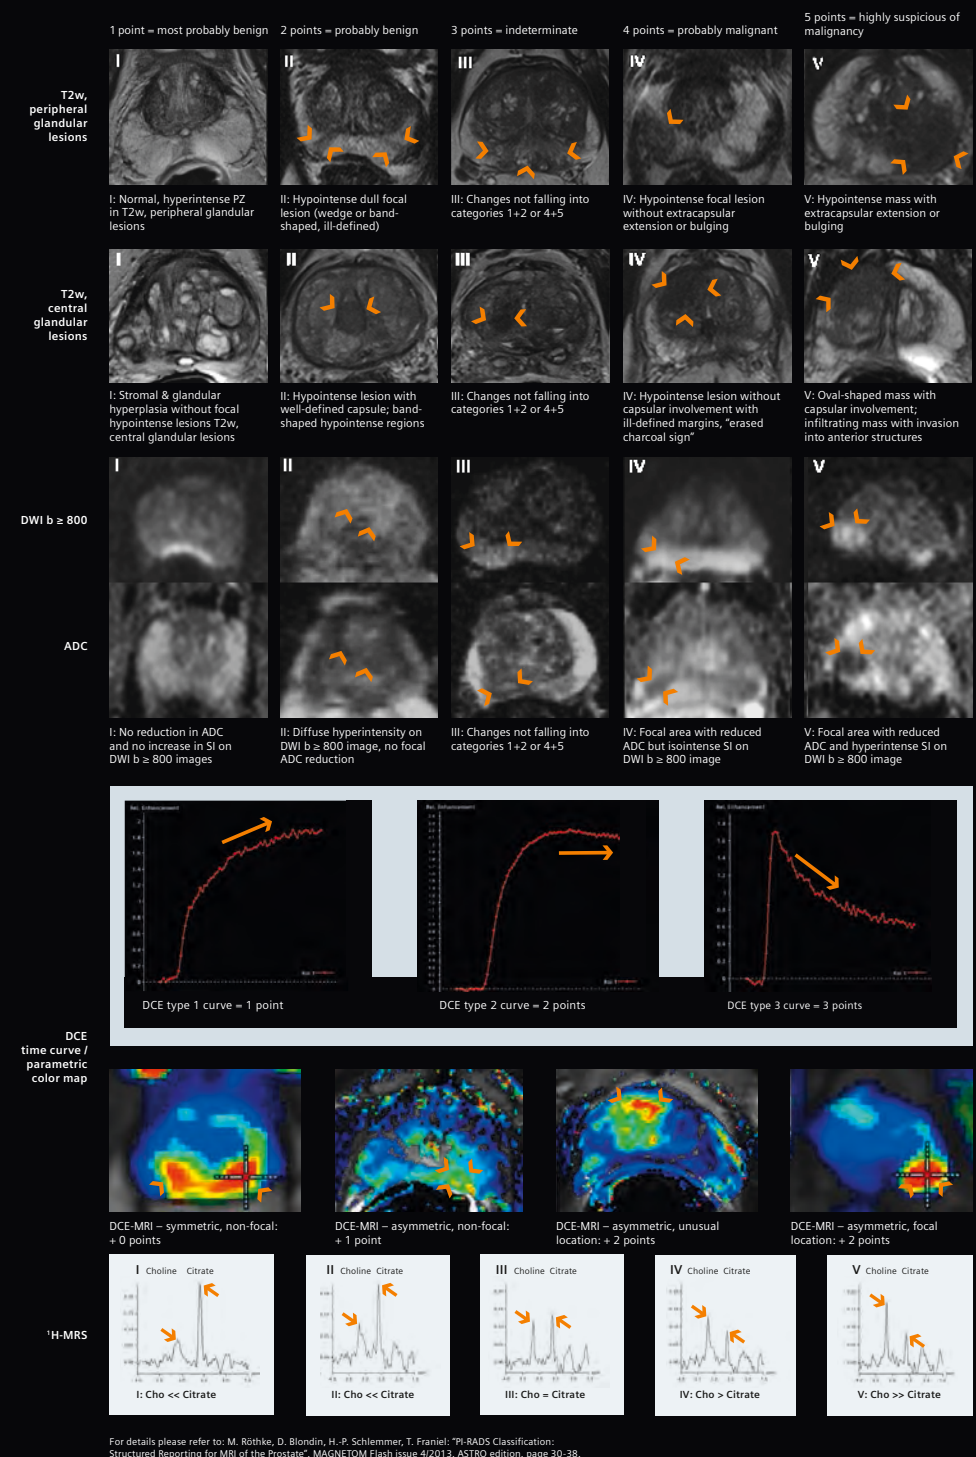 1 point = most probably benign
2 points = probably benign
3 points = indeterminate
4 points = probably malignant
5 points = highly suspicious of
malignancy
T2w,
peripheral
glandular
lesions
I
II
III
IV
V
I: Normal, hyperintense PZ
in T2w, peripheral glandular
lesions
II: Hypointense dull focal
lesion (wedge or band-
shaped, ill-defined)
III: Changes not falling into
categories 1+2 or 4+5
IV: Hypointense focal lesion
without extracapsular
extension or bulging
V: Hypointense mass with
extracapsular extension or
bulging
T2w,
central
glandular
lesions
I
II
III
IV
V
I: Stromal & glandular
hyperplasia without focal
hypointense lesions T2w,
central glandular lesions
II: Hypointense lesion with
well-defined capsule; band-
shaped hypointense regions
III: Changes not falling into
categories 1+2 or 4+5
IV: Hypointense lesion without
capsular involvement with
ill-defined margins, “erased
charcoal sign”
V: Oval-shaped mass with
capsular involvement;
infiltrating mass with invasion
into anterior structures
DWI b ≥ 800
I
II
III
IV
V
ADC
I: No reduction in ADC
and no increase in SI on
DWI b ≥ 800 images
II: Diffuse hyperintensity on
DWI b ≥ 800 image, no focal
ADC reduction
III: Changes not falling into
categories 1+2 or 4+5
IV: Focal area with reduced
ADC but isointense SI on
DWI b ≥ 800 image
V: Focal area with reduced
ADC and hyperintense SI on
DWI b ≥ 800 image
DCE
time curve /
parametric
color map
Rel. Enhancement
Rel. Enhancement
Rel. Enhancement
DCE type 1 curve = 1 point
DCE type 2 curve = 2 points
DCE type 3 curve = 3 points
DCE-MRI – symmetric, non-focal:
+ 0 points
DCE-MRI – asymmetric, non-focal:
+ 1 point
DCE-MRI – asymmetric, unusual
location: + 2 points
DCE-MRI – asymmetric, focal
location: + 2 points
¹H-MRS
I Choline Citrate
II Choline Citrate
III Choline Citrate
IV Choline Citrate
V Choline Citrate
I: Cho << Citrate
II: Cho << Citrate
III: Cho = Citrate
IV: Cho > Citrate
V: Cho >> Citrate
For details please refer to: M. Röthke, D. Blondin, H.-P. Schlemmer, T. Franiel: “PI-RADS Classification:
Structured Reporting for MRI of the Prostate”, MAGNETOM Flash issue 4/2013, ASTRO edition, page 30-38.